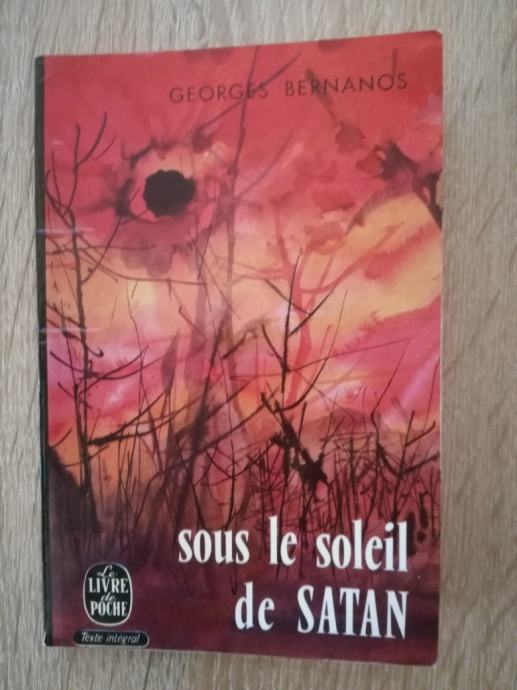 GEORGES BERNANOS
sous le soleil
de SATAN
Le
LIVRE
de
POCHE
Texte intégral